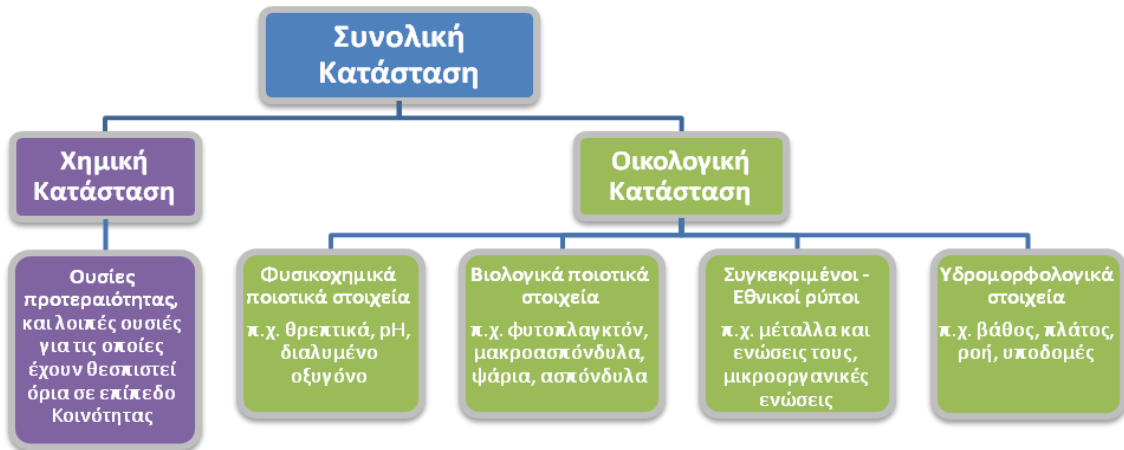 Συνολική
Κατάσταση
Χημική
Κατάσταση
Οικολογική
Κατάσταση
Ουσίες
προτεραιότητας,
και λοιπές ουσιές
για τις οποίες
έχουν θεσπιστεί
όρια σε επίπεδο
Κοινότητας
Φυσικοχημικά
ποιοτικά στοιχεία
π.χ. θρεπτικά, pH,
διαλυμένο
οξυγόνο
Βιολογικά ποιοτικά
στοιχεία
π.χ. φυτοπλαγκτόν,
μακροασπόνδυλα,
ψάρια, ασπόνδυλα
Συγκεκριμένοι -
Εθνικοί ρύποι
π.χ. μέταλλα και
ενώσεις τους,
μικροοργανικές
ενώσεις
Υδρομορφολογικά
στοιχεία
π.χ. βάθος, πλάτος,
ροή, υποδομές